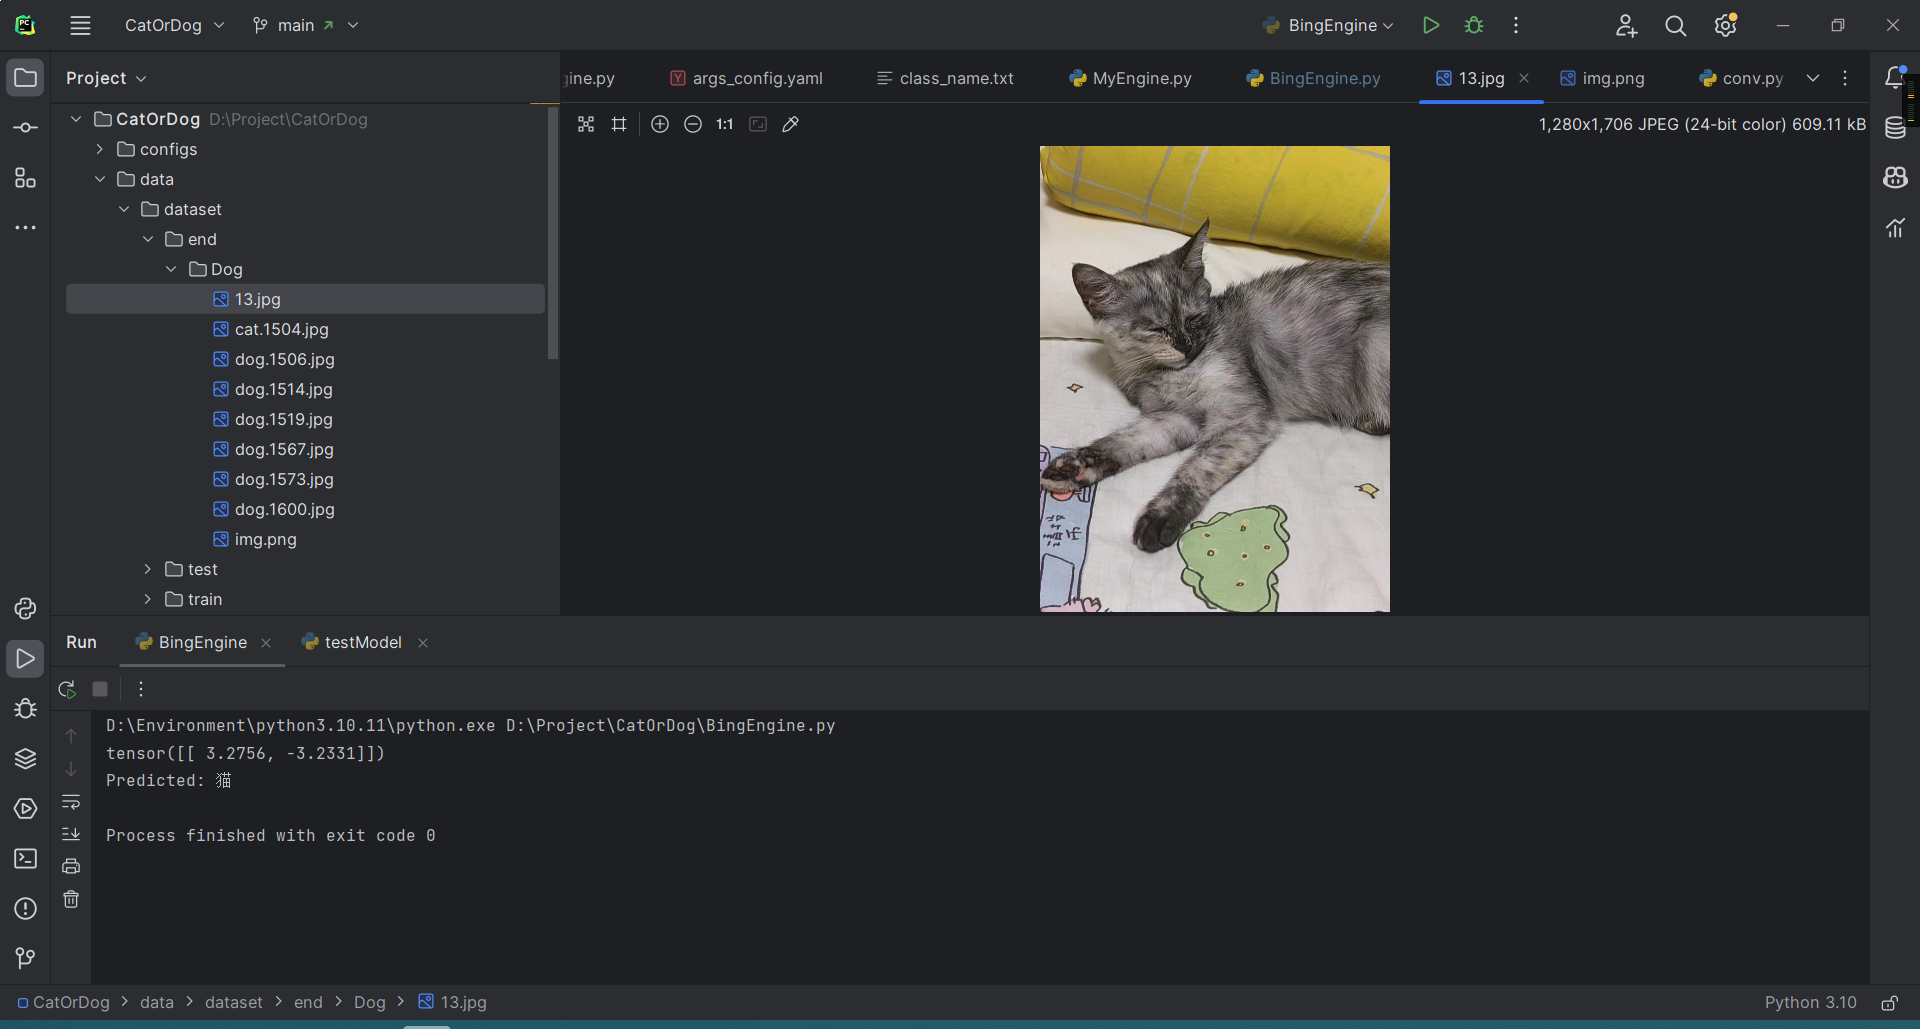 CatOrDog
main
BingEngine
Project
gine.py
args_config.yaml
class_name.txt
MyEngine.py
BingEngine.py
13.jpg
img.png
conv.py
CatOrDog D:\Project\CatOrDog
1:1
1,280x1,706 JPEG (24-bit color) 609.11 kB
configs
data
dataset
end
Dog
13.jpg
cat.1504.jpg
dog.1506.jpg
dog.1514.jpg
dog.1519.jpg
dog.1567.jpg
dog.1573.jpg
dog.1600.jpg
img.png
test
train
Run
BingEngine
testModel
D:\Environment\python3.10.11\python.exe D:\Project\CatOrDog\BingEngine.py
tensor([[ 3.2756, -3.2331]])
Predicted: 猫
Process finished with exit code 0
CatOrDog > data > dataset > end > Dog > 13.jpg
Python 3.10